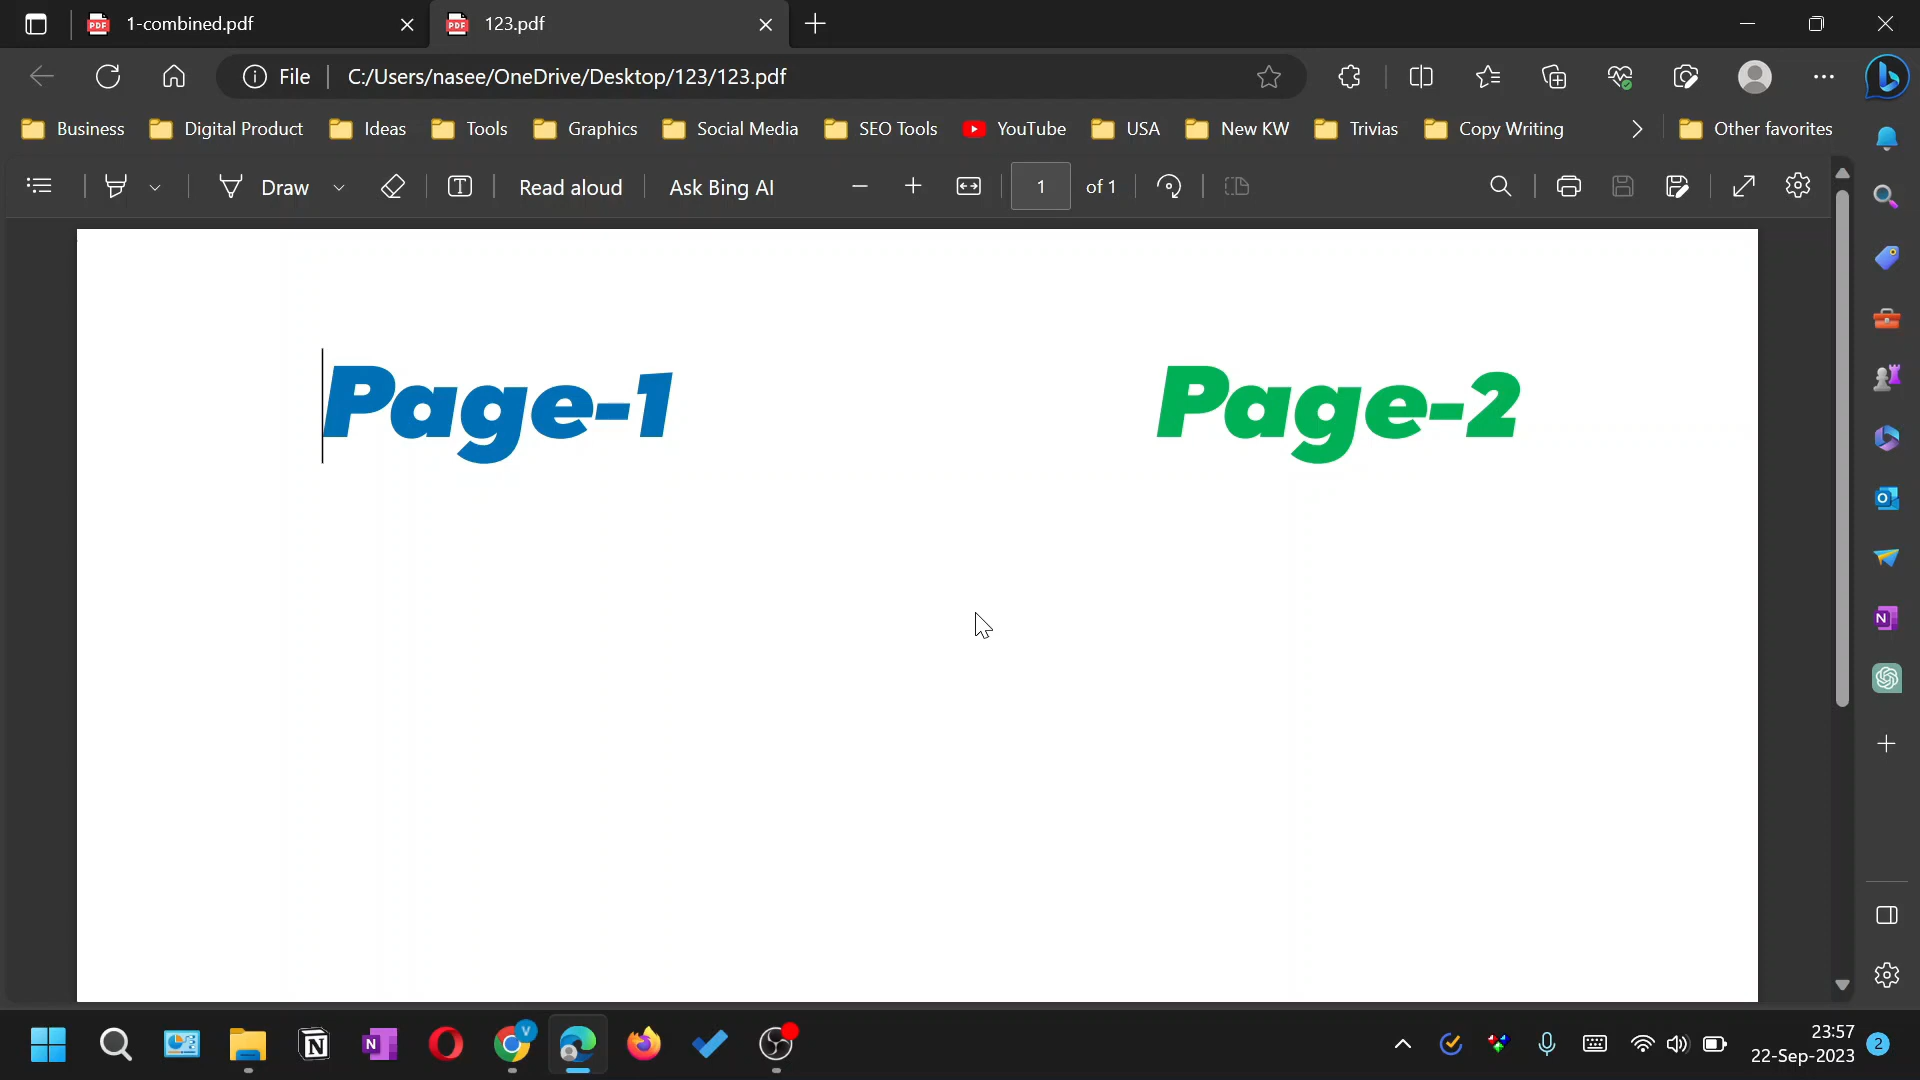 1-combined.pdf
123.pdf
File
C:/Users/nasee/OneDrive/Desktop/123/123.pdf
Business
Digital Product
Ideas
Tools
Graphics
Social Media
SEO Tools
YouTube
USA
New KW
Trivias
Copy Writing
Other favorites
Draw
Read aloud
Ask Bing AI
1
of 1
Page-1
Page-2
23:57
22-Sep-2023
2